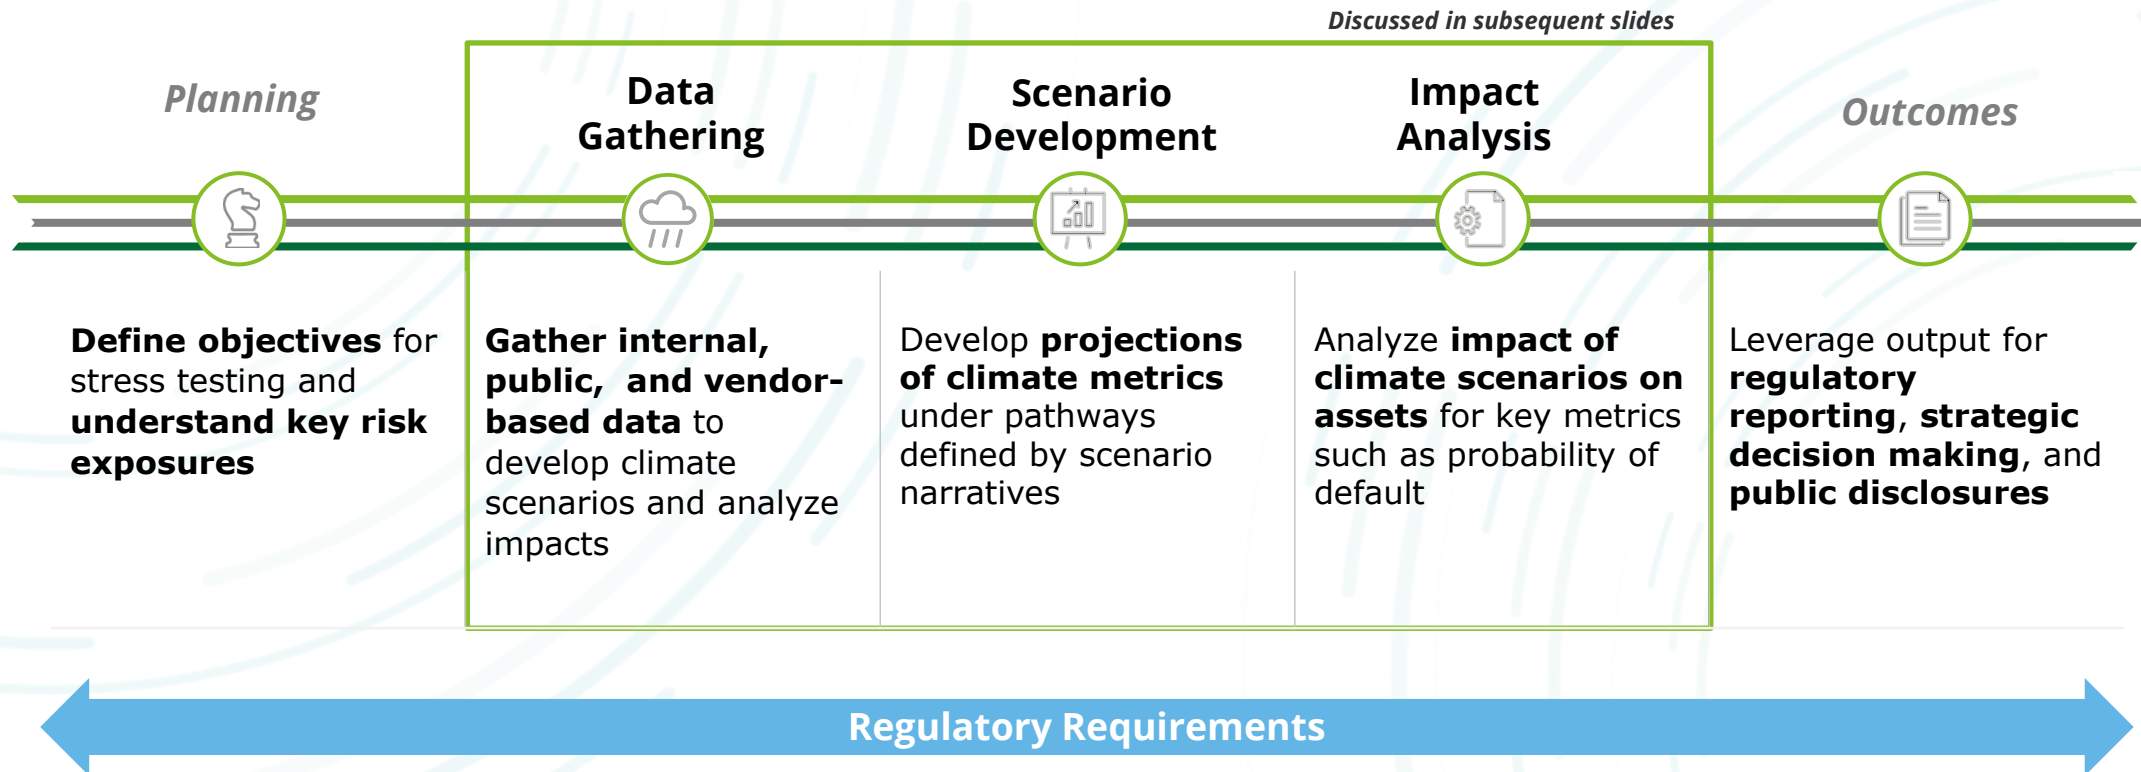 Discussed in subsequent slides
Planning
Data
Gathering
Scenario
Development
Impact
Analysis
Outcomes
Define objectives for
stress testing and
understand key risk
exposures
Gather internal,
public,  and vendor-
based data to
develop climate
scenarios and analyze
impacts
Develop projections
of climate metrics
under pathways
defined by scenario
narratives
Analyze impact of
climate scenarios on
assets for key metrics
such as probability of
default
Leverage output for
regulatory
reporting, strategic
decision making, and
public disclosures
Regulatory Requirements